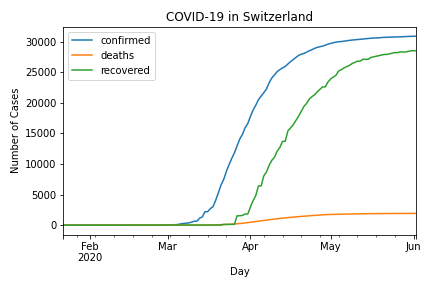 COVID-19 in Switzerland
confirmed
deaths
recovered
Number of Cases
30000
25000
20000
15000
10000
5000
0
Feb
2020
Mar
Apr
May
Jun
Day